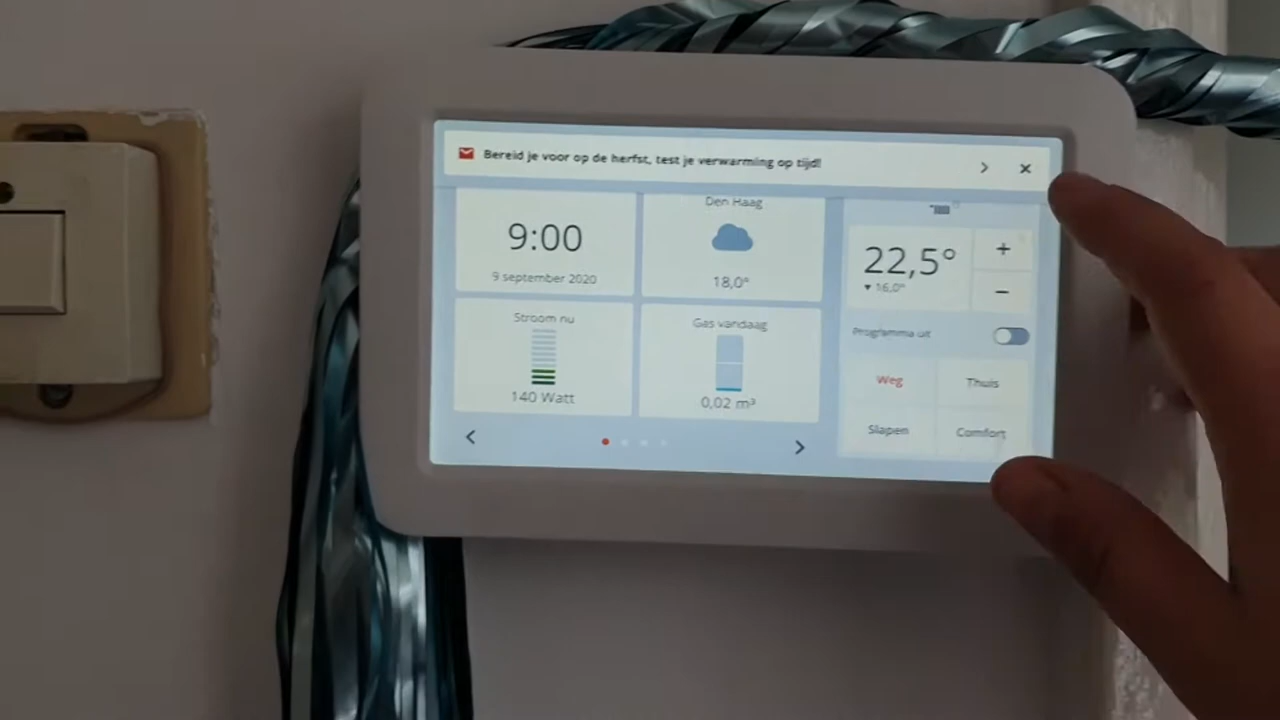 Bereid je voor op de herfst, test je verwarming op tijd!
9:00
9 september 2020
Den Haag
18,0°
Stroom nu
140 Watt
Gas vandaag
0,02 m³
22,5°
+
▾ 16,0°
−
Programma uit
Weg
Thuis
Slapen
Comfort